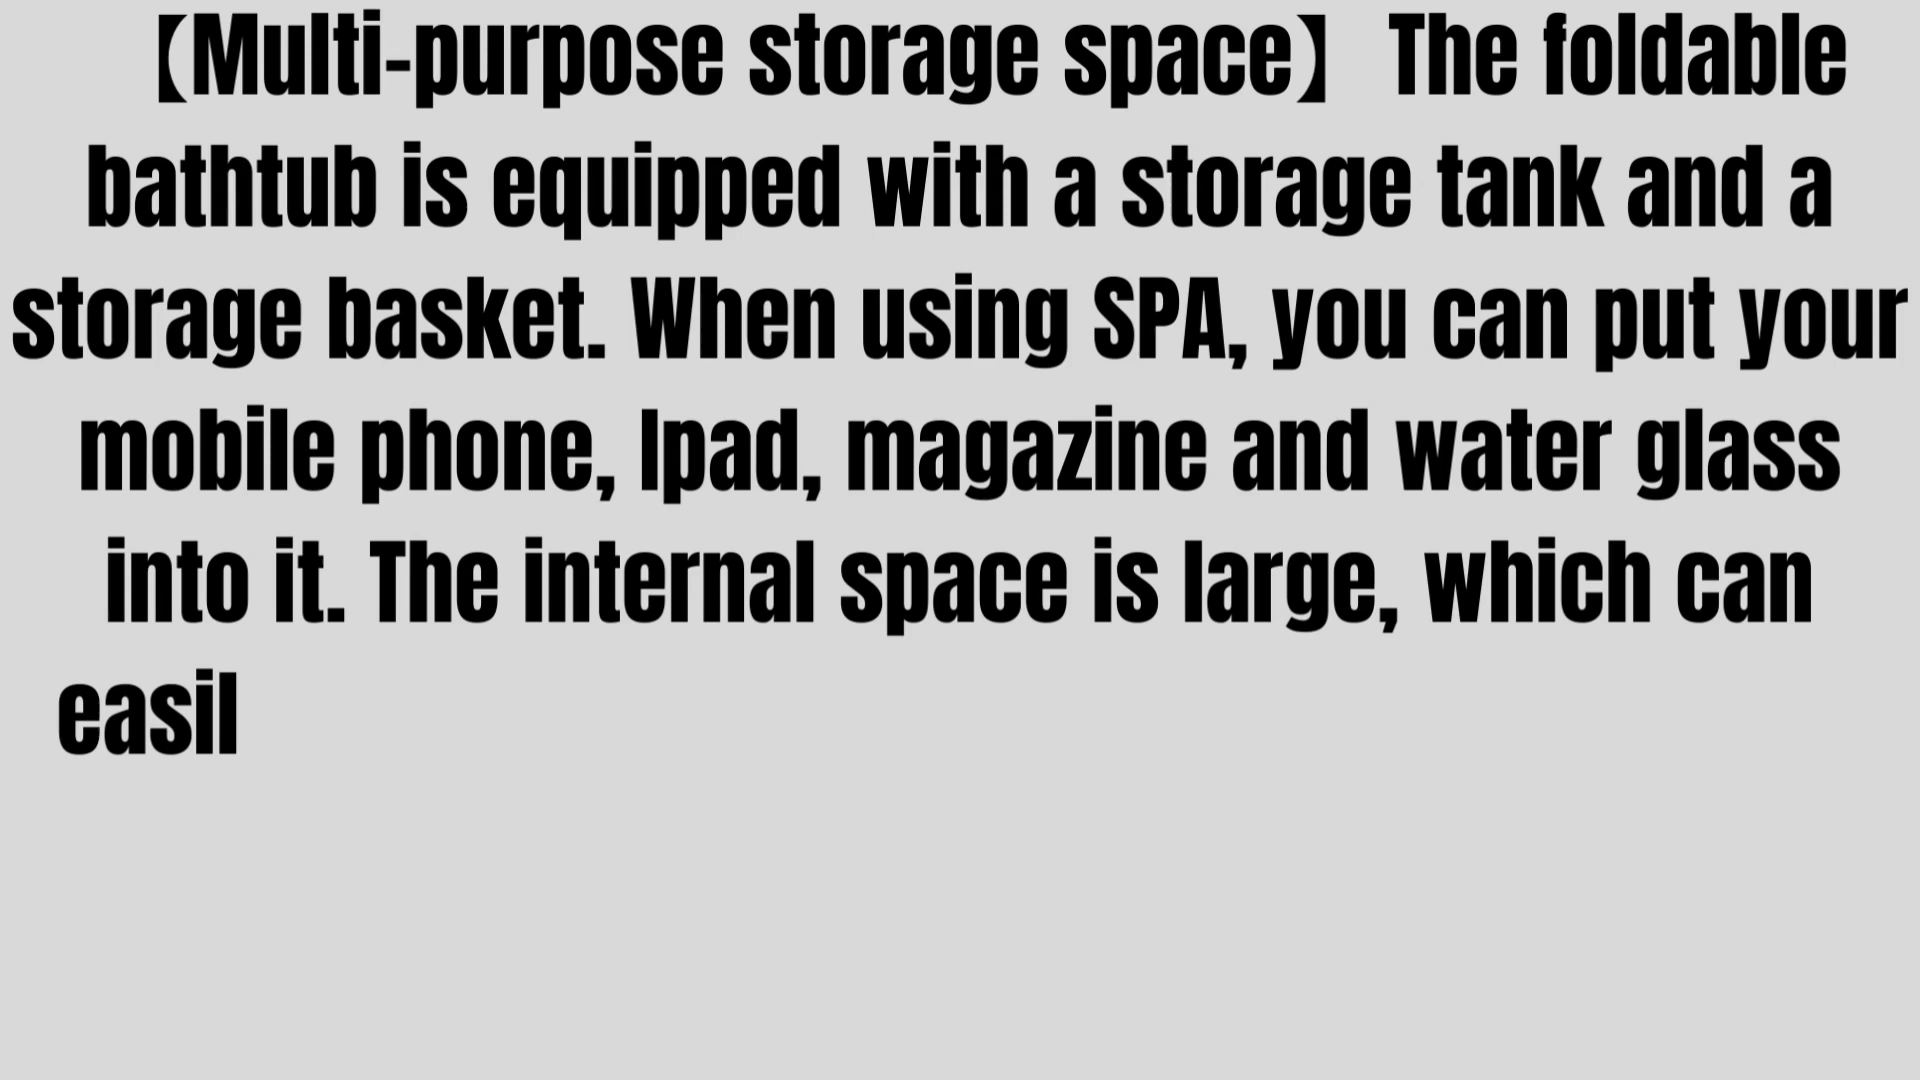 【Multi-purpose storage space】 The foldable
bathtub is equipped with a storage tank and a
storage basket. When using SPA, you can put your
mobile phone, Ipad, magazine and water glass
into it. The internal space is large, which can
easil